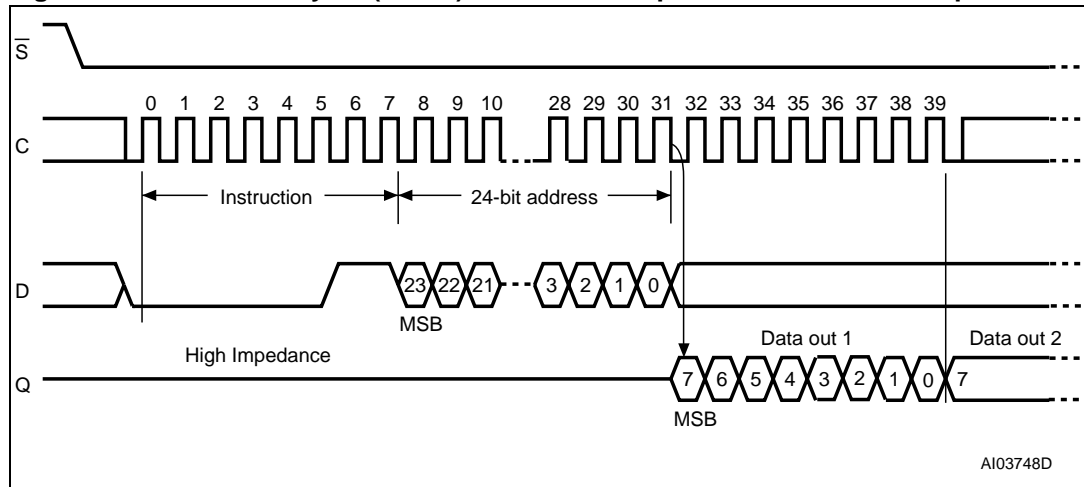 S
0 1 2 3 4 5 6 7 8 9 10 28 29 30 31 32 33 34 35 36 37 38 39
C
Instruction 24-bit address
D
23 22 21 3 2 1 0
MSB
High Impedance Data out 1 Data out 2
Q
7 6 5 4 3 2 1 0 7
MSB
AI03748D